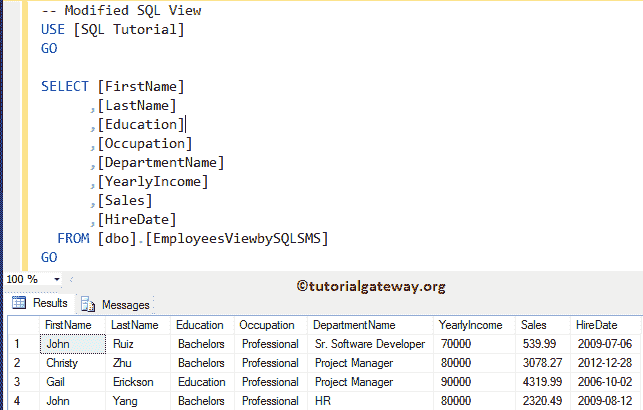 -- Modified SQL View
USE [SQL Tutorial]
GO
SELECT [FirstName]
,[LastName]
,[Education]
,[Occupation]
,[DepartmentName]
,[YearlyIncome]
,[Sales]
,[HireDate]
FROM [dbo].[EmployeesViewbySQLSMS]
GO
100 %
©tutorialgateway.org
Results Messages
FirstName LastName Education Occupation DepartmentName YearlyIncome Sales HireDate
1 John Ruiz Bachelors Professional Sr. Software Developer 70000 539.99 2009-07-06
2 Christy Zhu Bachelors Professional Project Manager 80000 3078.27 2012-12-28
3 Gail Erickson Education Professional Project Manager 90000 4319.99 2006-10-02
4 John Yang Bachelors Professional HR 80000 2320.49 2009-08-12